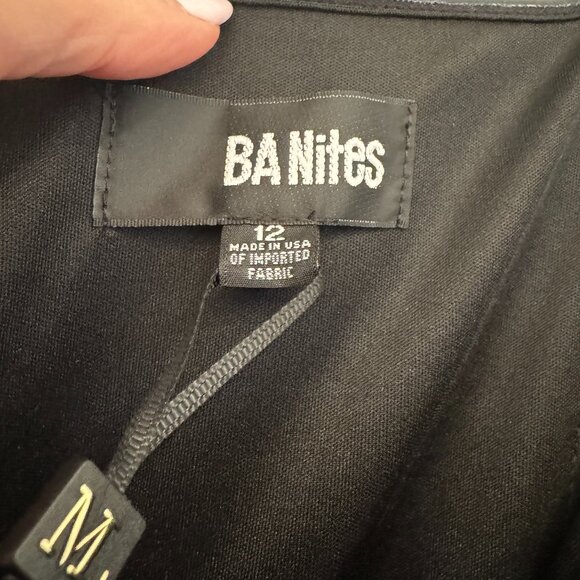 BA Nites
12
MADE IN USA
OF IMPORTED
FABRIC
M.